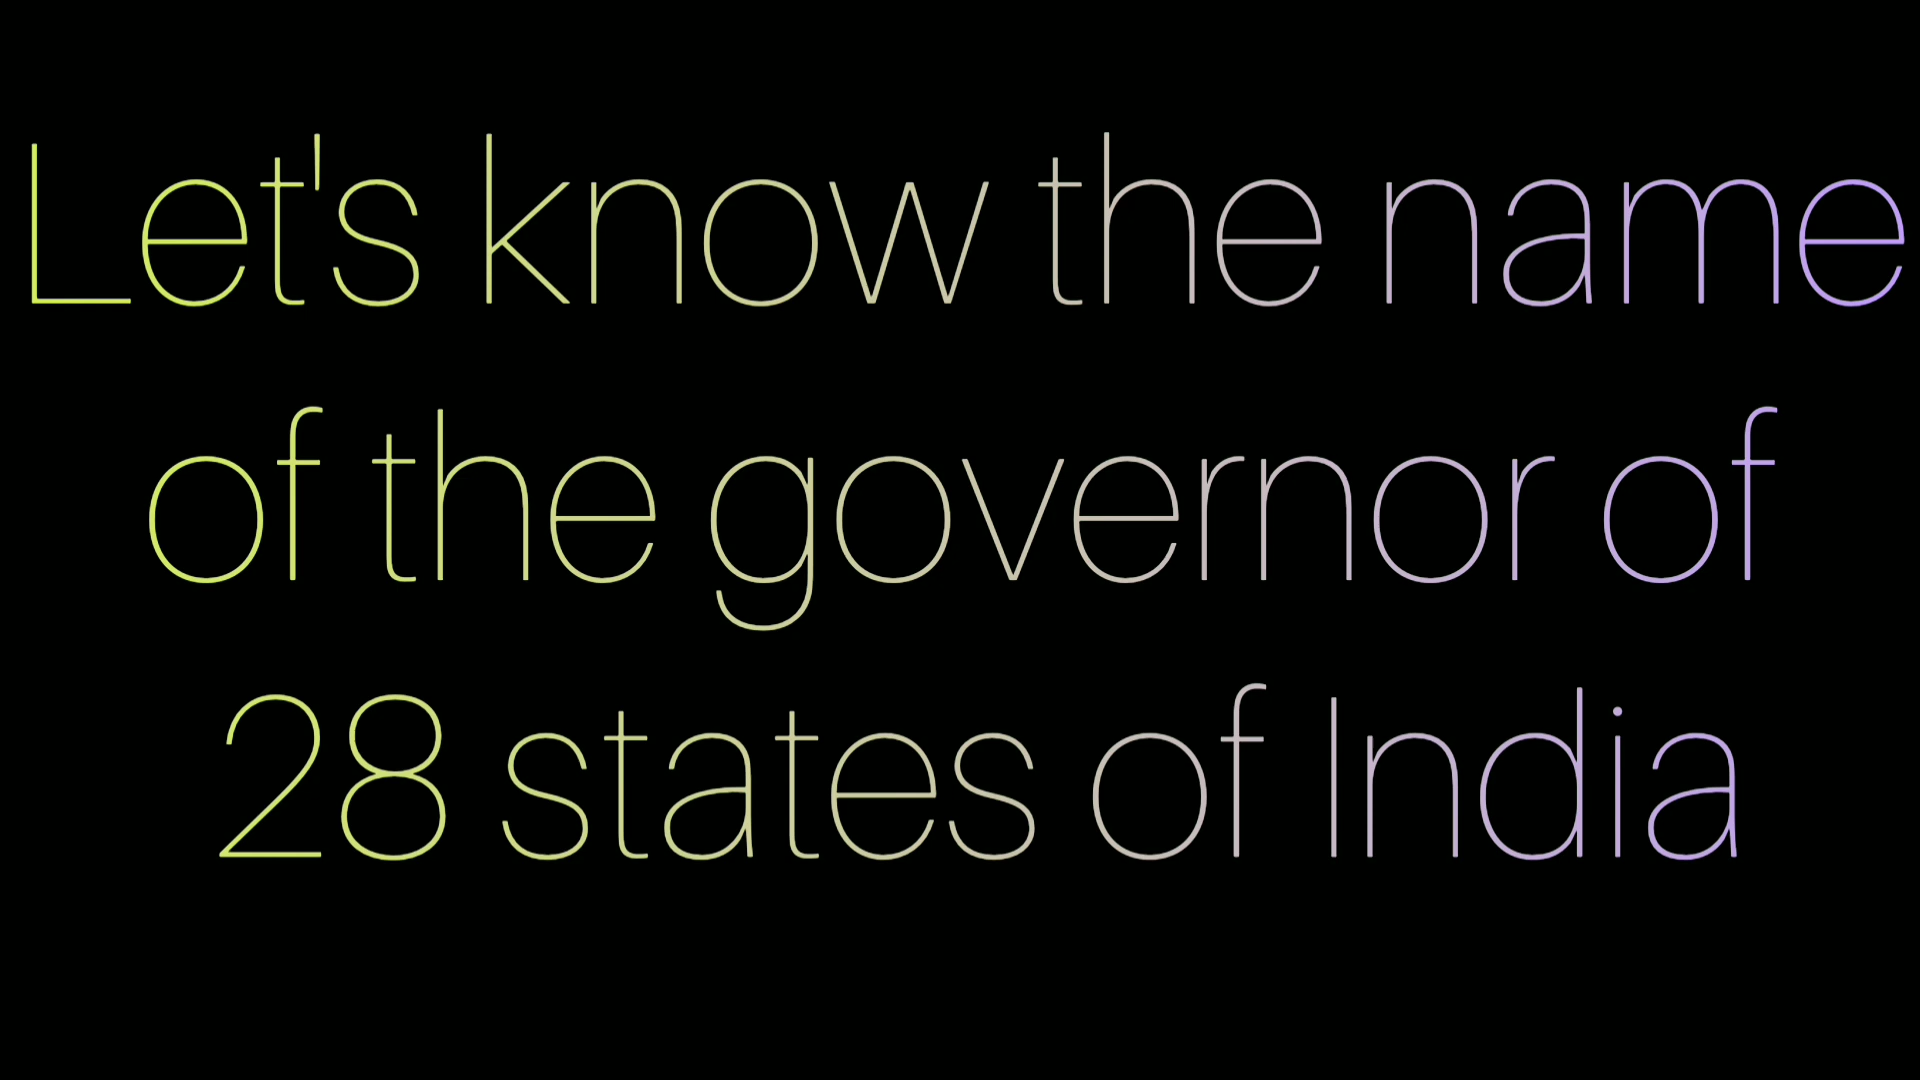 Let's know the name
of the governor of
28 states of India